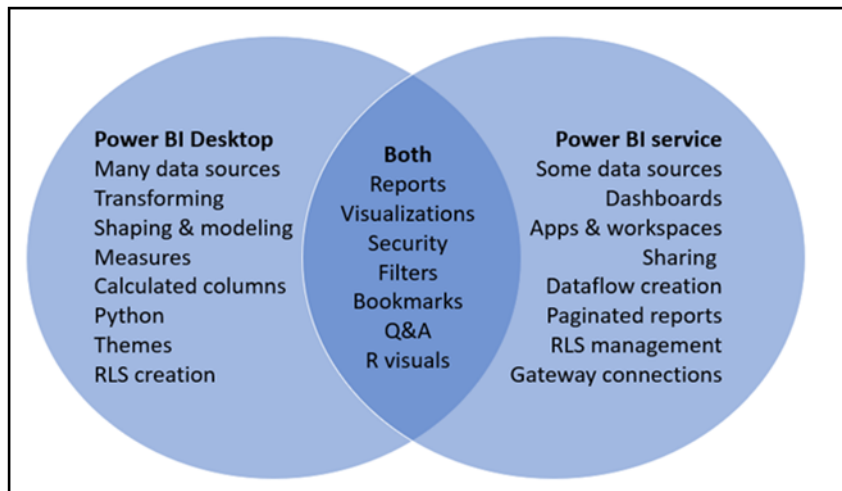 Power BI Desktop
Many data sources
Transforming
Shaping & modeling
Measures
Calculated columns
Python
Themes
RLS creation
Both
Reports
Visualizations
Security
Filters
Bookmarks
Q&A
R visuals
Power BI service
Some data sources
Dashboards
Apps & workspaces
Sharing
Dataflow creation
Paginated reports
RLS management
Gateway connections